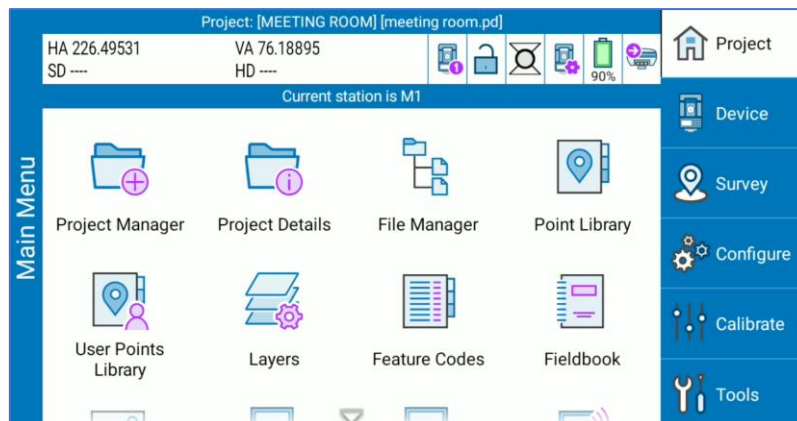 Project: [MEETING ROOM] [meeting room.pd]
HA 226.49531 VA 76.18895
SD ---- HD ----
1
90%
Current station is M1
Main Menu
Project Manager Project Details File Manager Point Library
User Points
Library
Layers Feature Codes Fieldbook
Project
Device
Survey
Configure
Calibrate
Tools